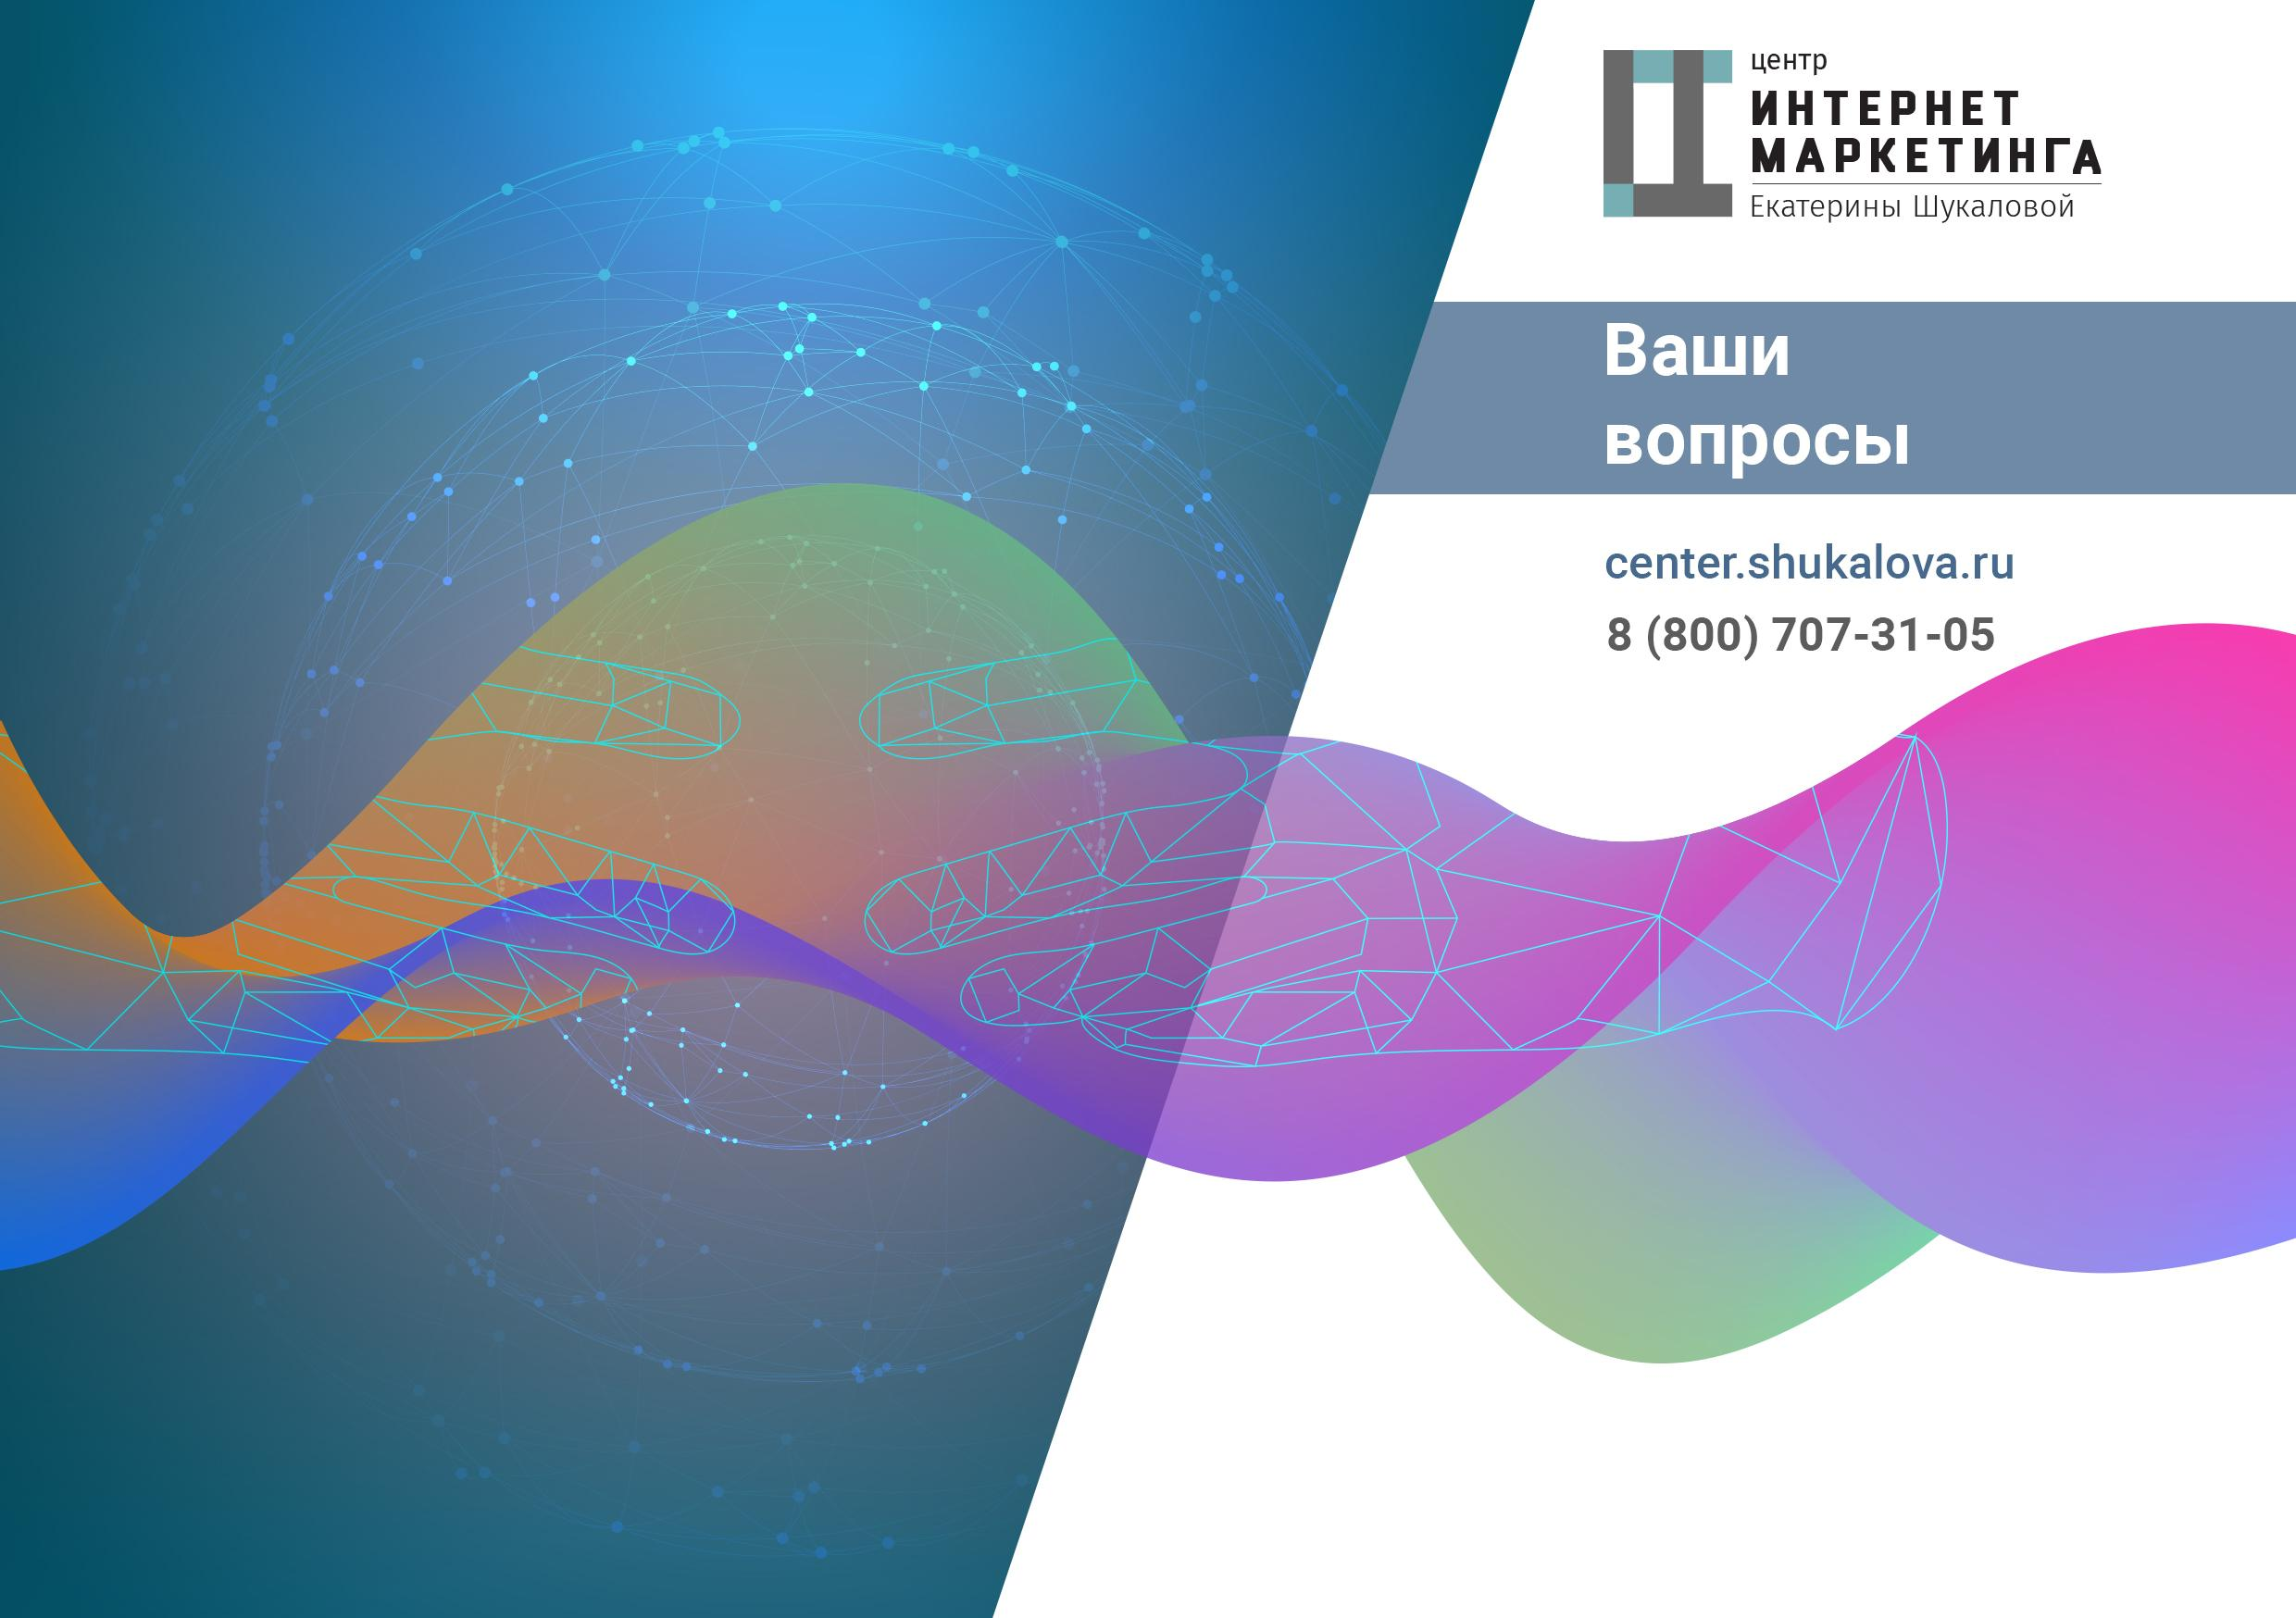 центр
ИНТЕРНЕТ
МАРКЕТИНГА
Екатерины Шукаловой
Ваши
вопросы
center.shukalova.ru
8 (800) 707-31-05